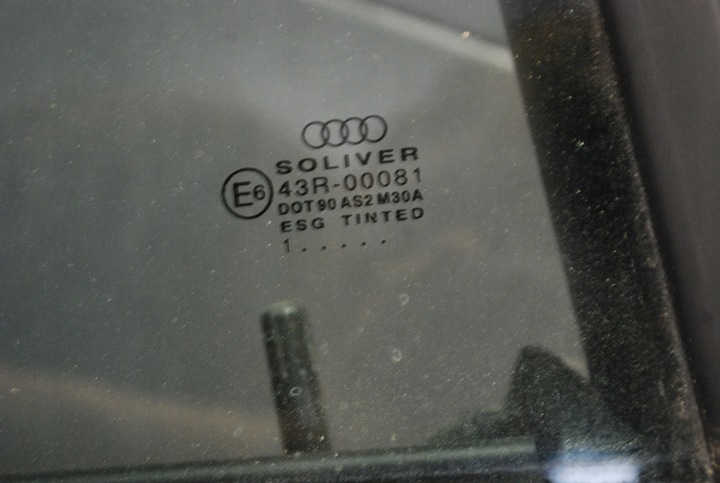 SOLIVER
E6 43R-00081
DOT 90 AS2 M30A
ESG TINTED
1.....